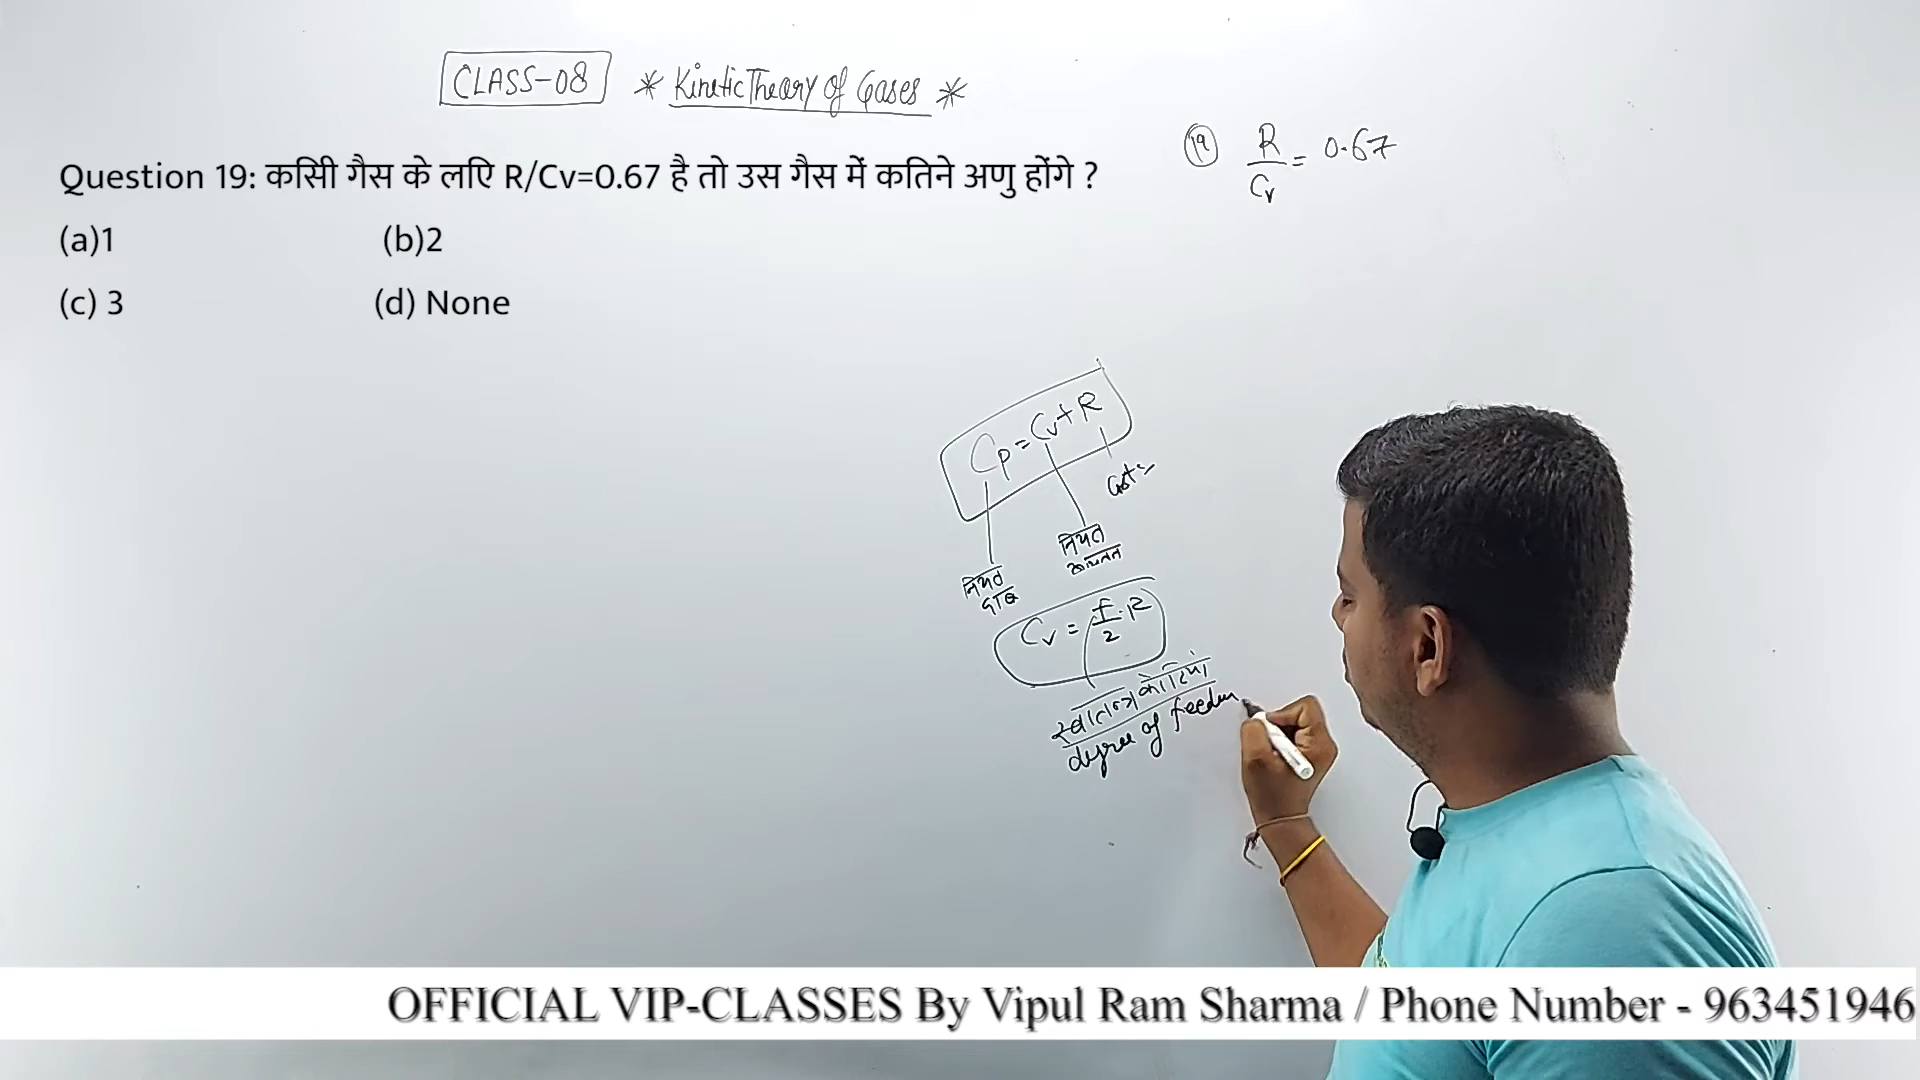 CLASS-08 * Kinetic Theory of Gases *
Question 19: किसी गैस के लिए R/Cv=0.67 है तो उस गैस में कितने अणु होंगे ?
(a)1 (b)2
(c) 3 (d) None
19 R/Cv = 0.67
Cp = Cv + R
नियत
नियत
दाब
Cv = f/2 . R
स्वातन्त्र्य कोटियां
degree of
OFFICIAL VIP-CLASSES By Vipul Ram Sharma / Phone Number - 963451946